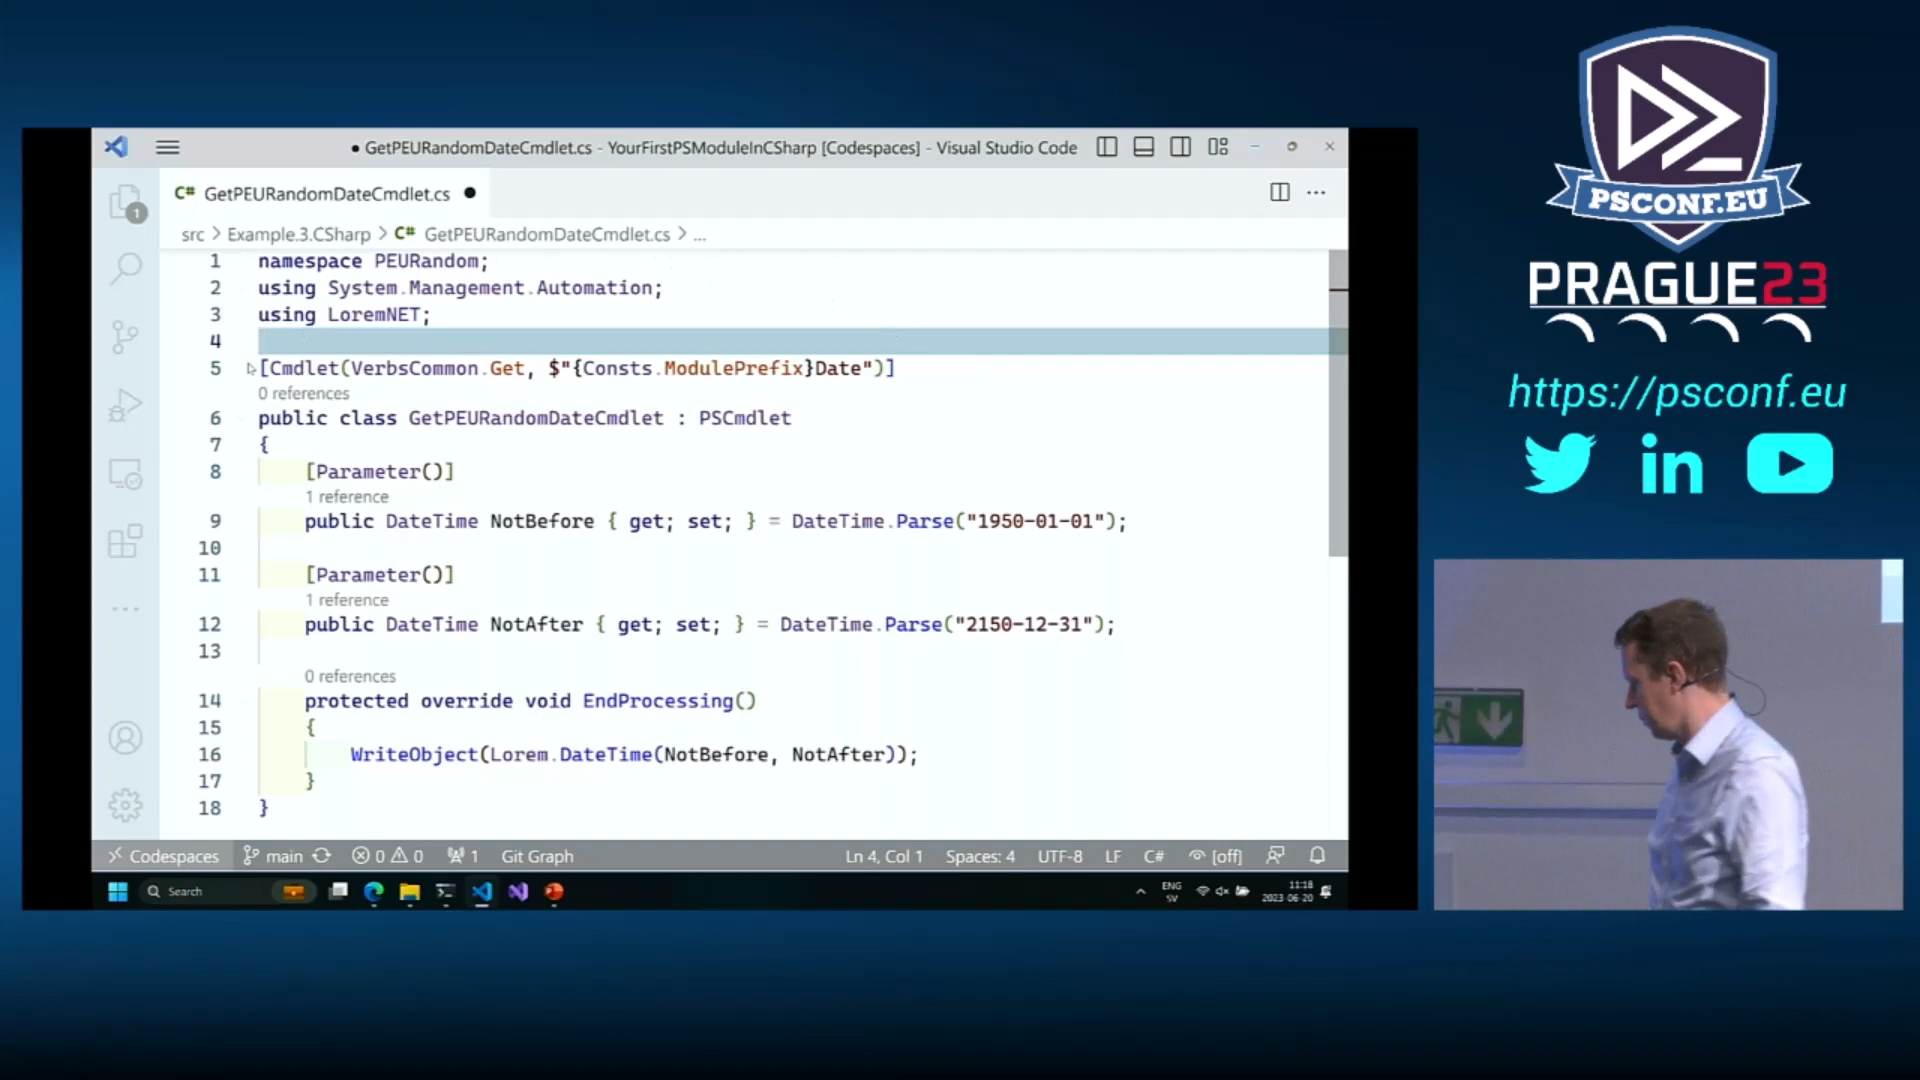 GetPEURandomDateCmdlet.cs - YourFirstPSModuleInCSharp [Codespaces] - Visual Studio Code
C# GetPEURandomDateCmdlet.cs
1
src > Example.3.CSharp > C# GetPEURandomDateCmdlet.cs > ...
1 namespace PEURandom;
2 using System.Management.Automation;
3 using LoremNET;
4
5 [Cmdlet(VerbsCommon.Get, $"{Consts.ModulePrefix}Date")]
0 references
6 public class GetPEURandomDateCmdlet : PSCmdlet
7 {
8 [Parameter()]
1 reference
9 public DateTime NotBefore { get; set; } = DateTime.Parse("1950-01-01");
10
11 [Parameter()]
1 reference
12 public DateTime NotAfter { get; set; } = DateTime.Parse("2150-12-31");
13
0 references
14 protected override void EndProcessing()
15 {
16 WriteObject(Lorem.DateTime(NotBefore, NotAfter));
17 }
18 }
Codespaces main 0 0 1 Git Graph Ln 4, Col 1 Spaces: 4 UTF-8 LF C# [off]
Search ENG SV 11:18 2023-06-20
PSCONF.EU
PRAGUE23
https://psconf.eu
in